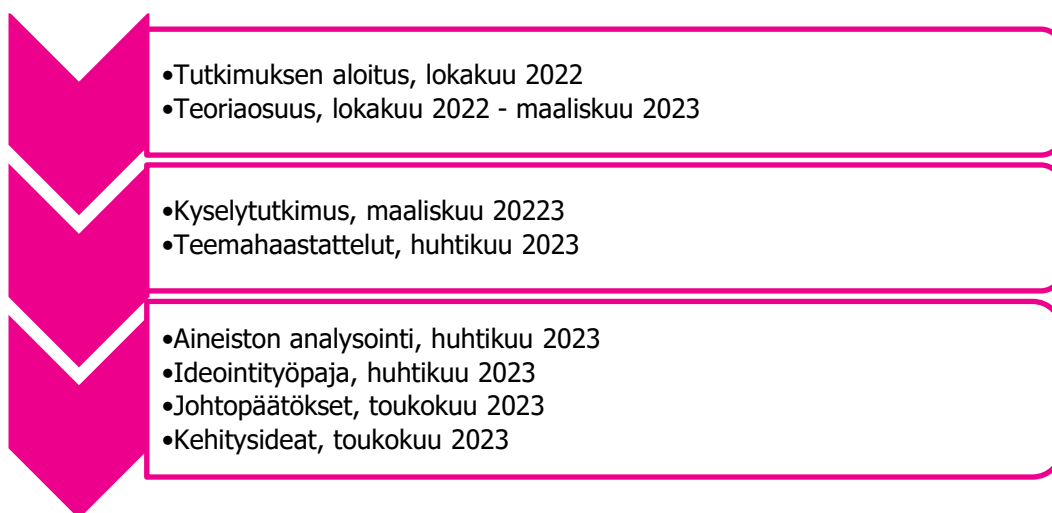 •Tutkimuksen aloitus, lokakuu 2022
•Teoriaosuus, lokakuu 2022 - maaliskuu 2023
•Kyselytutkimus, maaliskuu 20223
•Teemahaastattelut, huhtikuu 2023
•Aineiston analysointi, huhtikuu 2023
•Ideointityöpaja, huhtikuu 2023
•Johtopäätökset, toukokuu 2023
•Kehitysideat, toukokuu 2023